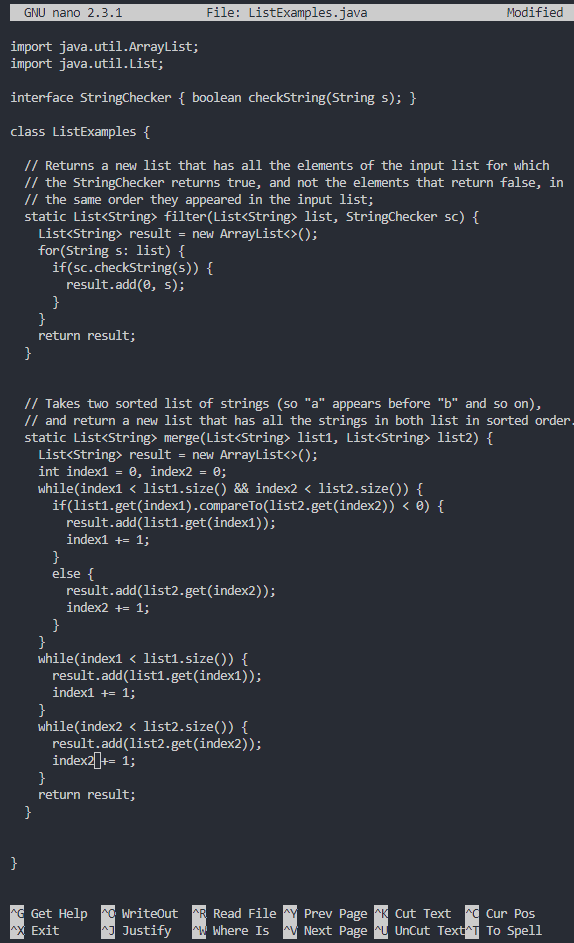 GNU nano 2.3.1            File: ListExamples.java                    Modified
import java.util.ArrayList;
import java.util.List;
interface StringChecker { boolean checkString(String s); }
class ListExamples {
  // Returns a new list that has all the elements of the input list for which
  // the StringChecker returns true, and not the elements that return false, in
  // the same order they appeared in the input list;
  static List<String> filter(List<String> list, StringChecker sc) {
    List<String> result = new ArrayList<>();
    for(String s: list) {
      if(sc.checkString(s)) {
        result.add(0, s);
      }
    }
    return result;
  }
  // Takes two sorted list of strings (so "a" appears before "b" and so on),
  // and return a new list that has all the strings in both list in sorted order.
  static List<String> merge(List<String> list1, List<String> list2) {
    List<String> result = new ArrayList<>();
    int index1 = 0, index2 = 0;
    while(index1 < list1.size() && index2 < list2.size()) {
      if(list1.get(index1).compareTo(list2.get(index2)) < 0) {
        result.add(list1.get(index1));
        index1 += 1;
      }
      else {
        result.add(list2.get(index2));
        index2 += 1;
      }
    }
    while(index1 < list1.size()) {
      result.add(list1.get(index1));
      index1 += 1;
    }
    while(index2 < list2.size()) {
      result.add(list2.get(index2));
      index2 += 1;
    }
    return result;
  }
}
^G Get Help  ^O WriteOut  ^R Read File ^Y Prev Page ^K Cut Text  ^C Cur Pos
^X Exit      ^J Justify   ^W Where Is  ^V Next Page ^U UnCut Text^T To Spell